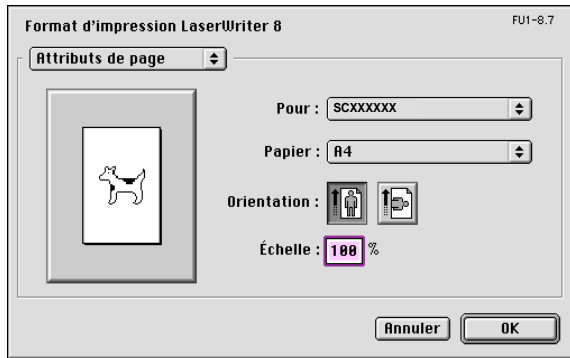 Format d'impression LaserWriter 8
FU1-8.7
Attributs de page
Pour : SCXXXXXX
Papier : A4
Orientation :
Échelle : 100 %
Annuler
OK